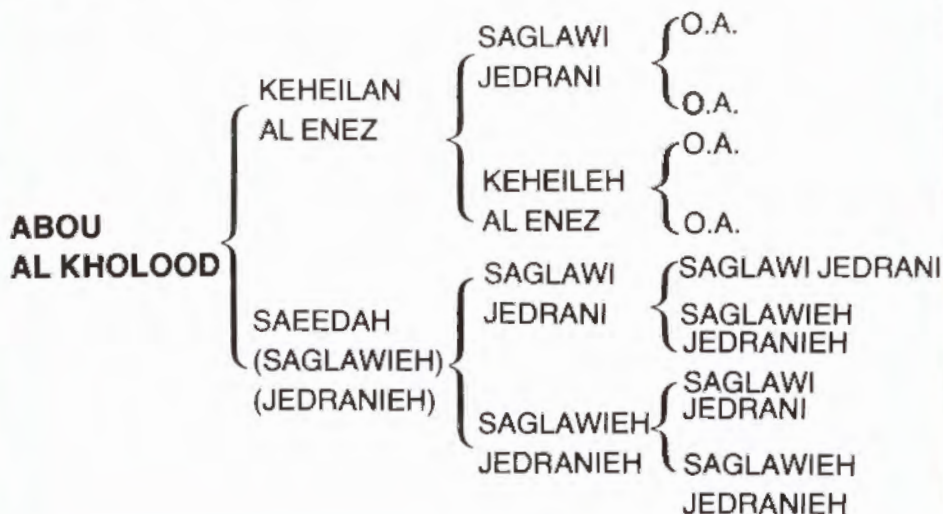 ABOU
AL KHOLOOD
KEHEILAN
AL ENEZ
SAEEDAH
(SAGLAWIEH)
(JEDRANIEH)
SAGLAWI
JEDRANI
KEHEILEH
AL ENEZ
SAGLAWI
JEDRANI
SAGLAWIEH
JEDRANIEH
O.A.
O.A.
O.A.
O.A.
SAGLAWI JEDRANI
SAGLAWIEH
JEDRANIEH
SAGLAWI
JEDRANI
SAGLAWIEH
JEDRANIEH